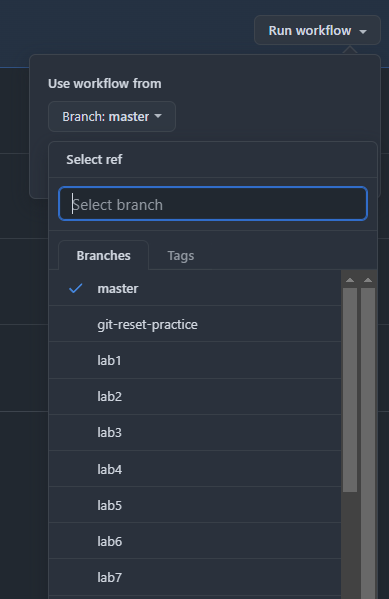 Run workflow
Use workflow from
Branch: master
Select ref
Select branch
Branches Tags
master
git-reset-practice
lab1
lab2
lab3
lab4
lab5
lab6
lab7